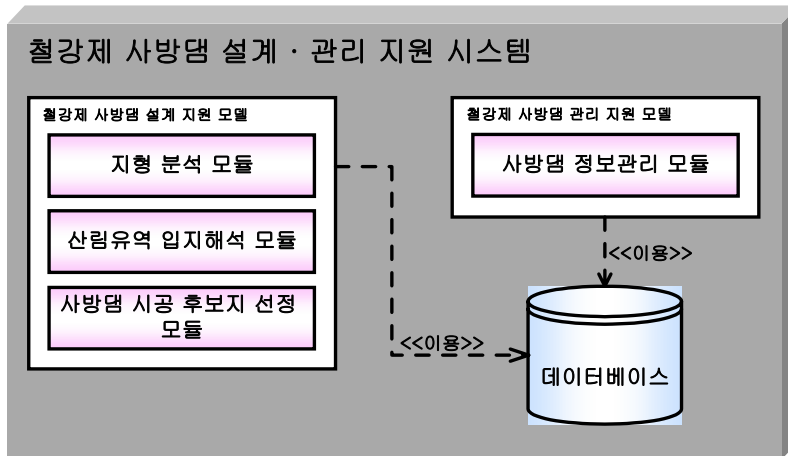 철강제 사방댐 설계 · 관리 지원 시스템
철강제 사방댐 설계 지원 모델
지형 분석 모듈
산림유역 입지해석 모듈
사방댐 시공 후보지 선정
모듈
철강제 사방댐 관리 지원 모델
사방댐 정보관리 모듈
<<이용>>
<<이용>>
데이터베이스